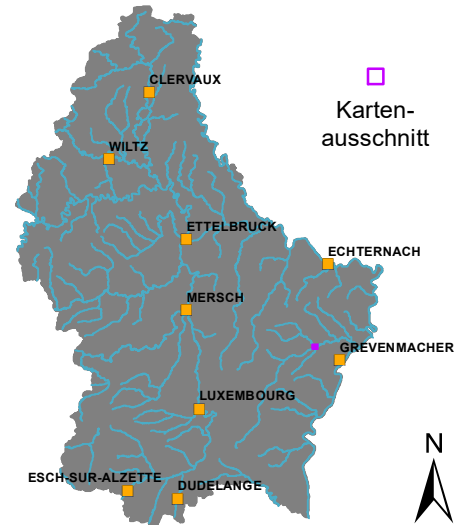 CLERVAUX
Karten-
ausschnitt
WILTZ
ETTELBRUCK
ECHTERNACH
MERSCH
GREVENMACHER
LUXEMBOURG
N
ESCH-SUR-ALZETTE
DUDELANGE